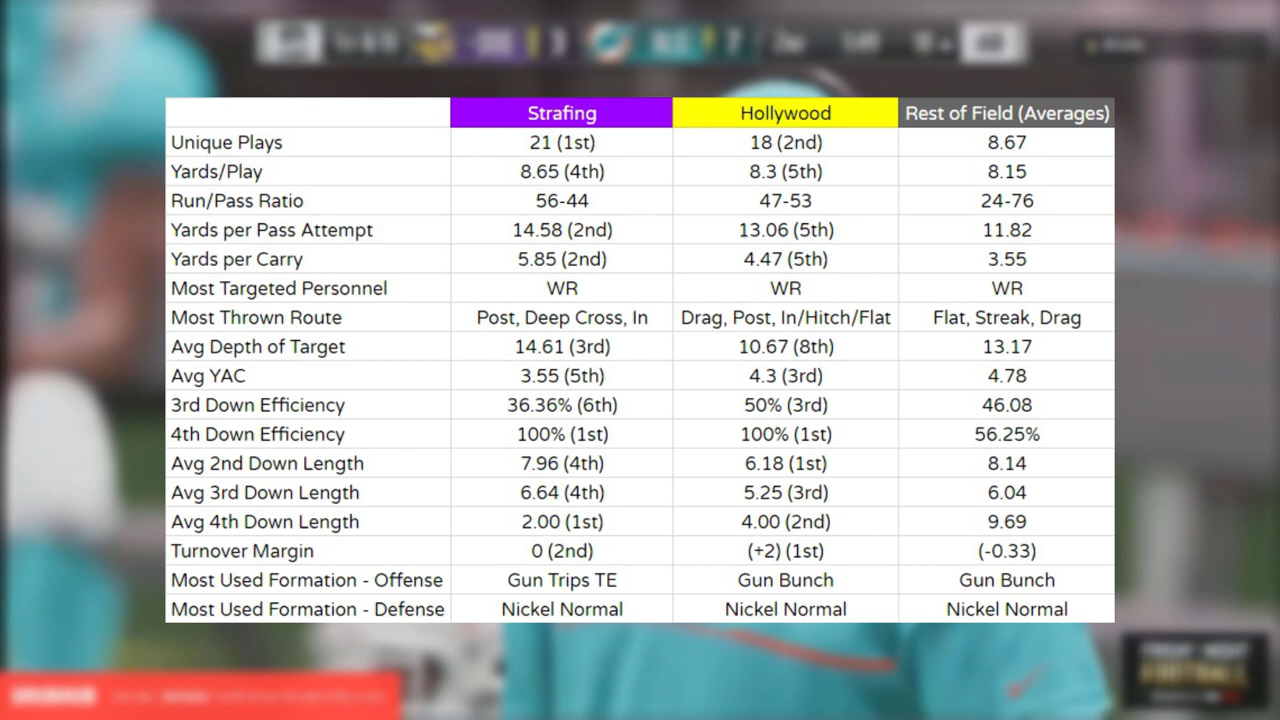 Strafing Hollywood Rest of Field (Averages)
Unique Plays 21 (1st) 18 (2nd) 8.67
Yards/Play 8.65 (4th) 8.3 (5th) 8.15
Run/Pass Ratio 56-44 47-53 24-76
Yards per Pass Attempt 14.58 (2nd) 13.06 (5th) 11.82
Yards per Carry 5.85 (2nd) 4.47 (5th) 3.55
Most Targeted Personnel WR WR WR
Most Thrown Route Post, Deep Cross, In Drag, Post, In/Hitch/Flat Flat, Streak, Drag
Avg Depth of Target 14.61 (3rd) 10.67 (8th) 13.17
Avg YAC 3.55 (5th) 4.3 (3rd) 4.78
3rd Down Efficiency 36.36% (6th) 50% (3rd) 46.08
4th Down Efficiency 100% (1st) 100% (1st) 56.25%
Avg 2nd Down Length 7.96 (4th) 6.18 (1st) 8.14
Avg 3rd Down Length 6.64 (4th) 5.25 (3rd) 6.04
Avg 4th Down Length 2.00 (1st) 4.00 (2nd) 9.69
Turnover Margin 0 (2nd) (+2) (1st) (-0.33)
Most Used Formation - Offense Gun Trips TE Gun Bunch Gun Bunch
Most Used Formation - Defense Nickel Normal Nickel Normal Nickel Normal